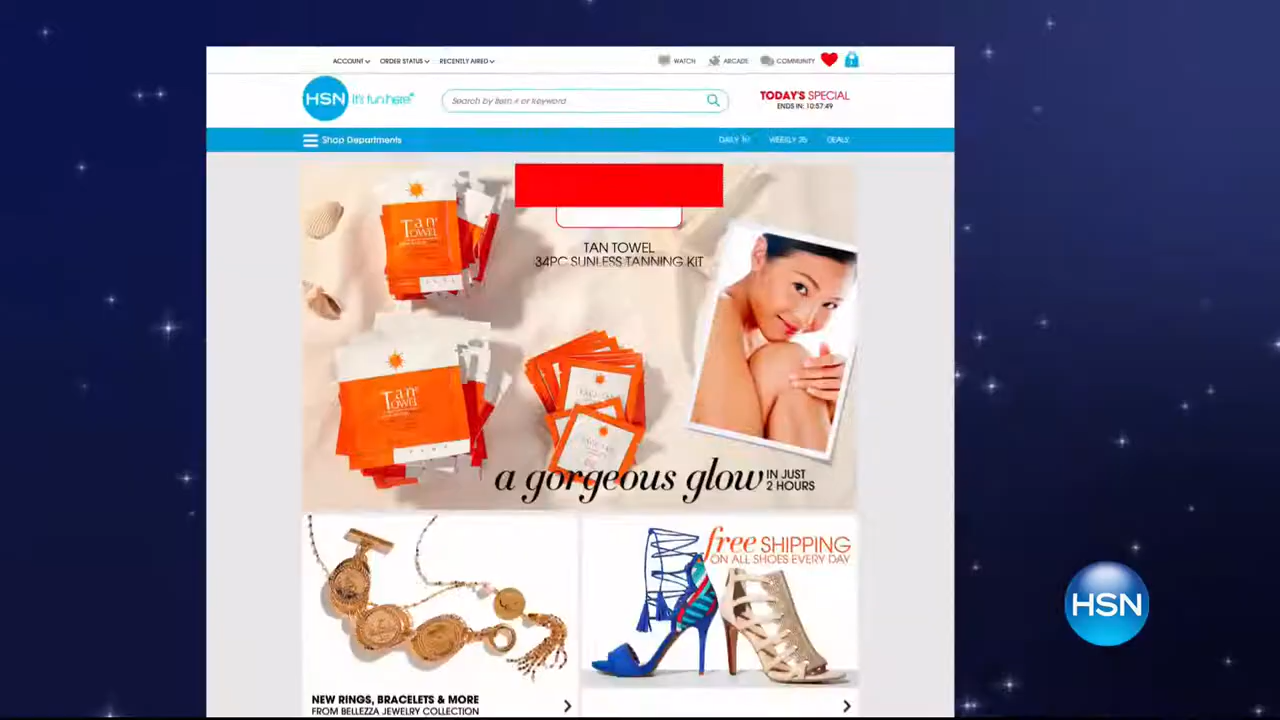 ACCOUNT
ORDER STATUS
RECENTLY AIRED
WATCH
ARCADE
COMMUNITY
HSN it's fun here
Search by item # or keyword
TODAY'S SPECIAL
ENDS IN: 10:57:49
Shop Departments
DAILY 10
WEEKLY 25
DEALS
Tan TOWEL
TAN TOWEL
34PC SUNLESS TANNING KIT
Tan TOWEL
a gorgeous glow IN JUST
2 HOURS
free SHIPPING
ON ALL SHOES EVERY DAY
HSN
NEW RINGS, BRACELETS & MORE
FROM BELLEZZA JEWELRY COLLECTION